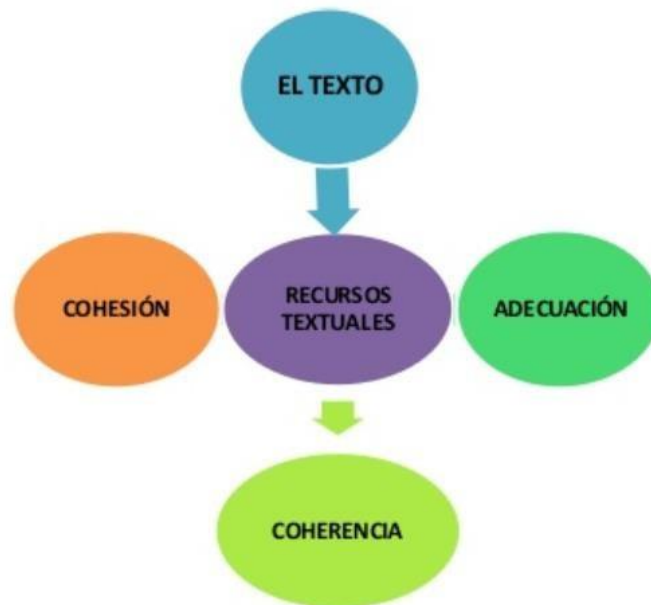 EL TEXTO
COHESIÓN
RECURSOS
TEXTUALES
ADECUACIÓN
COHERENCIA